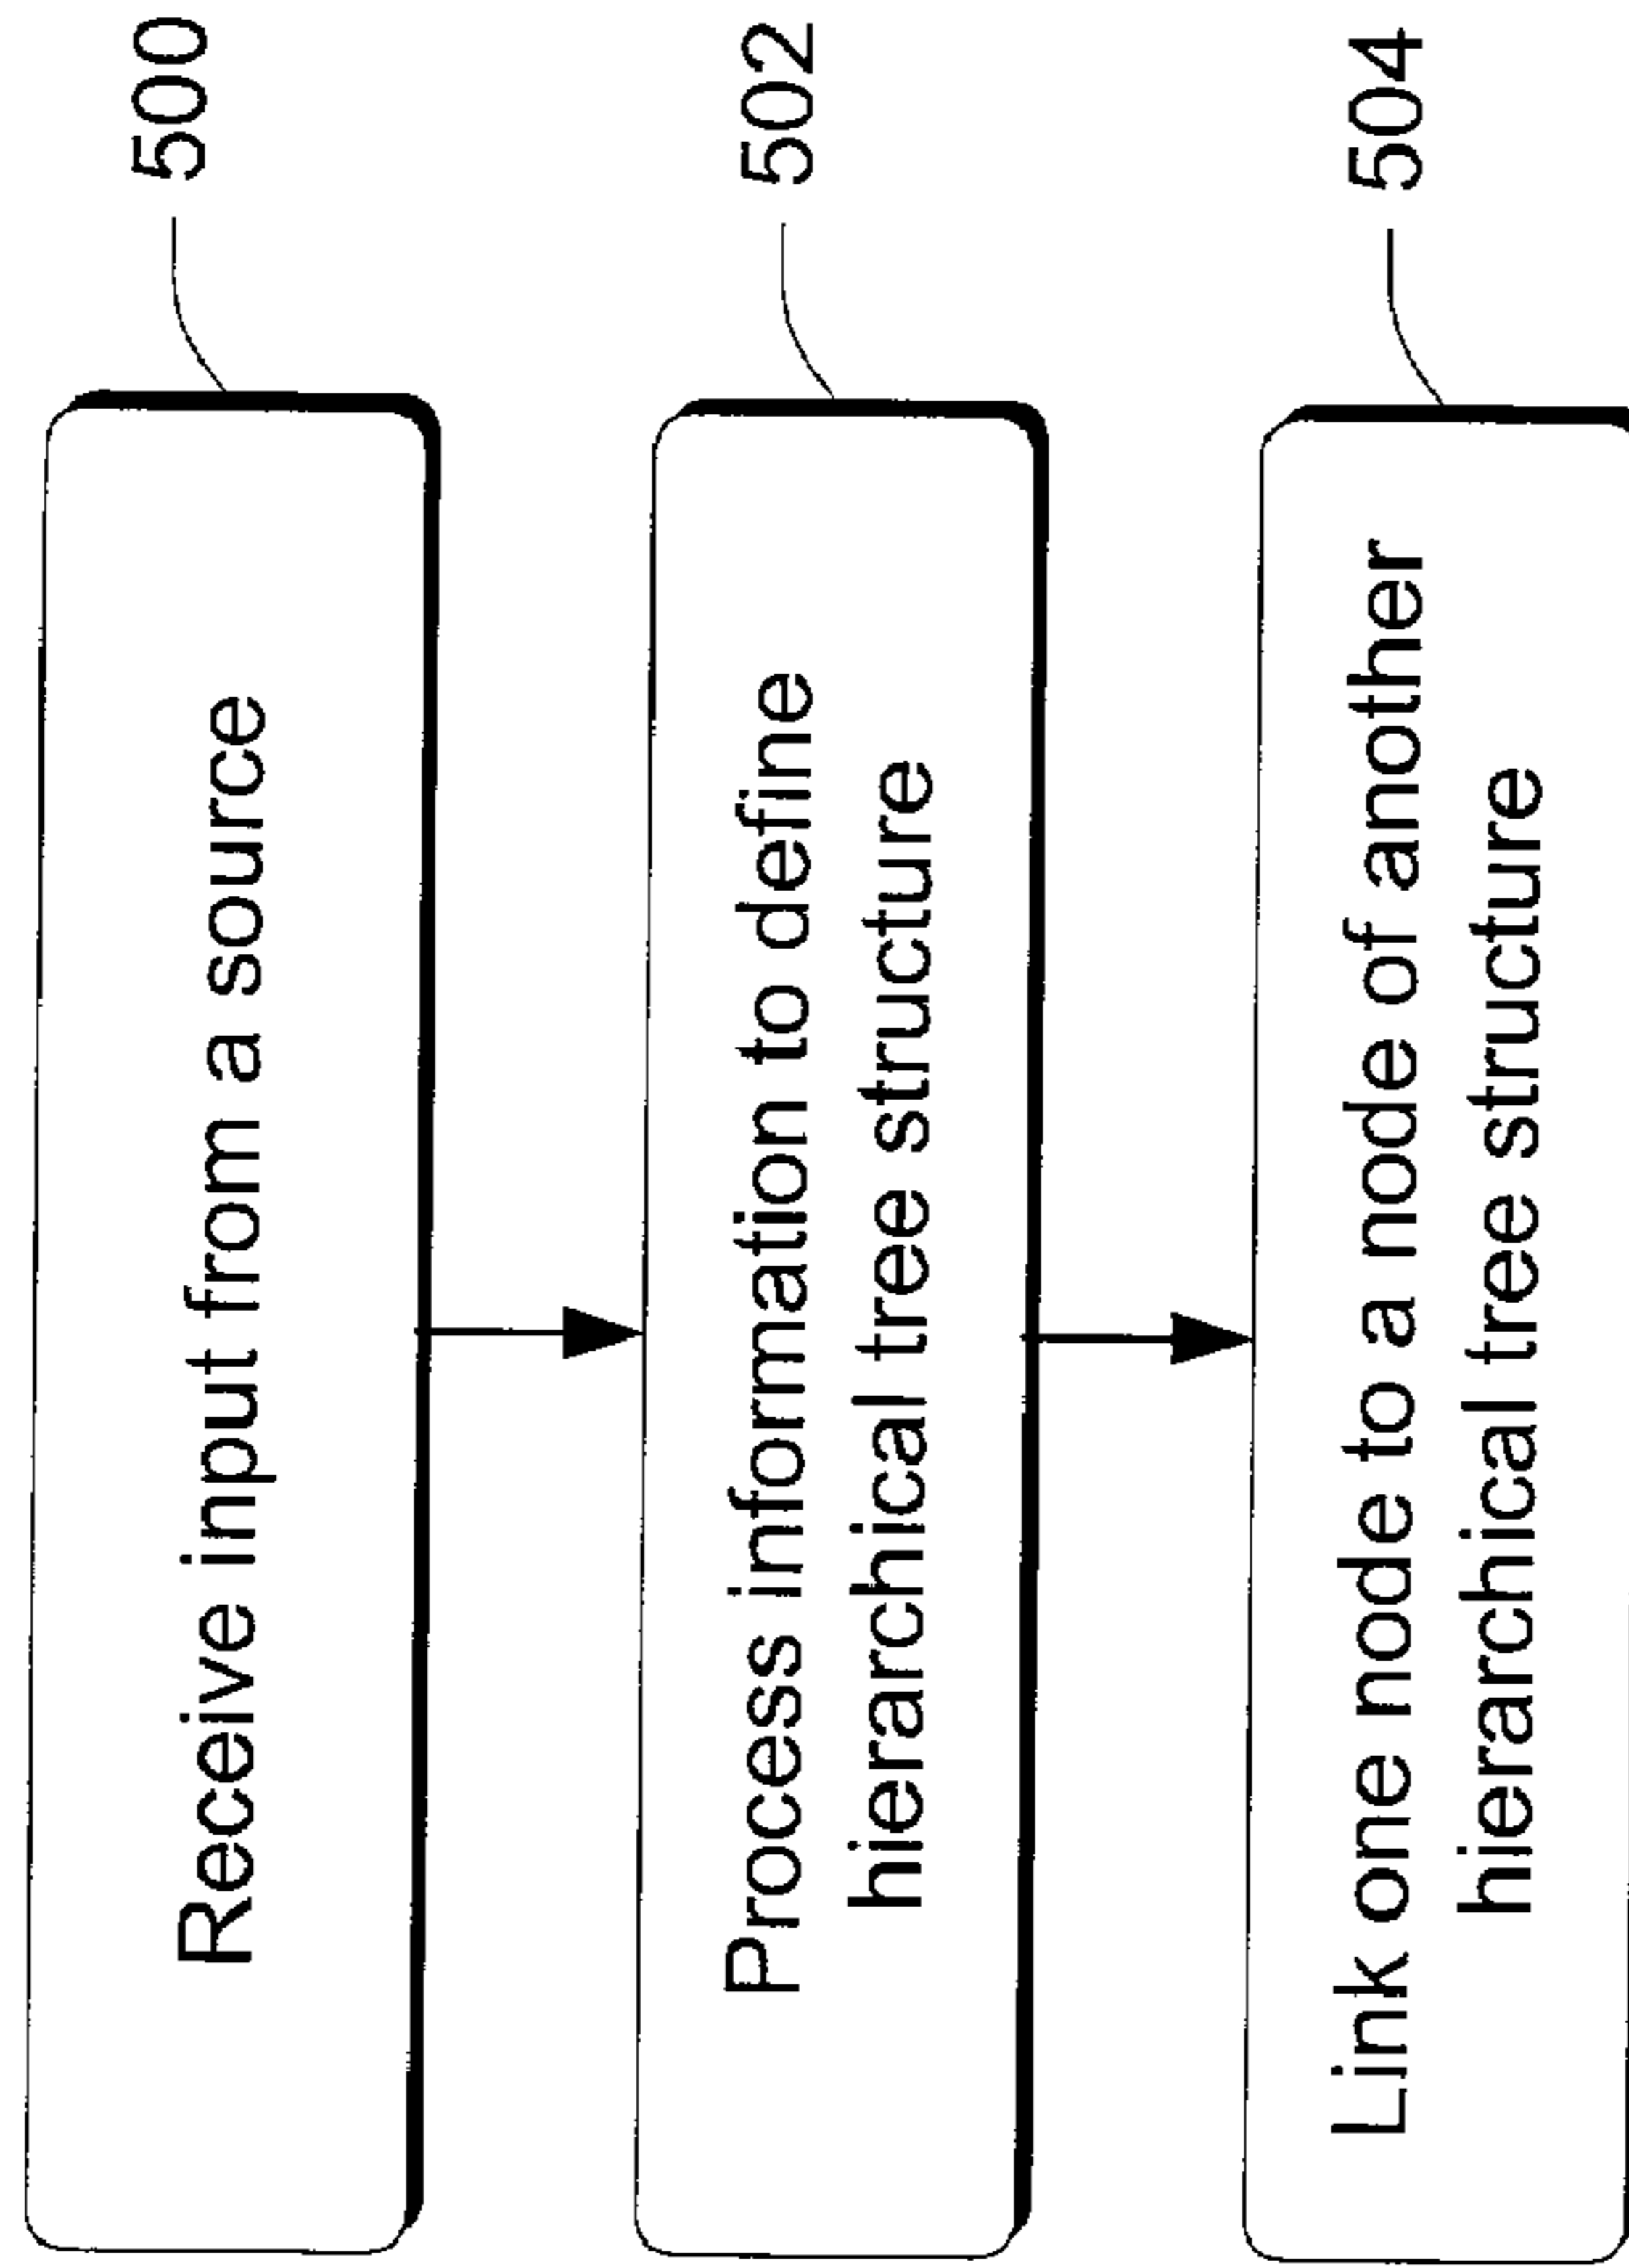 Receive input from a source
500
Process information to define
hierarchical tree structure
502
Link one node to a node of another
hierarchical tree structure
504